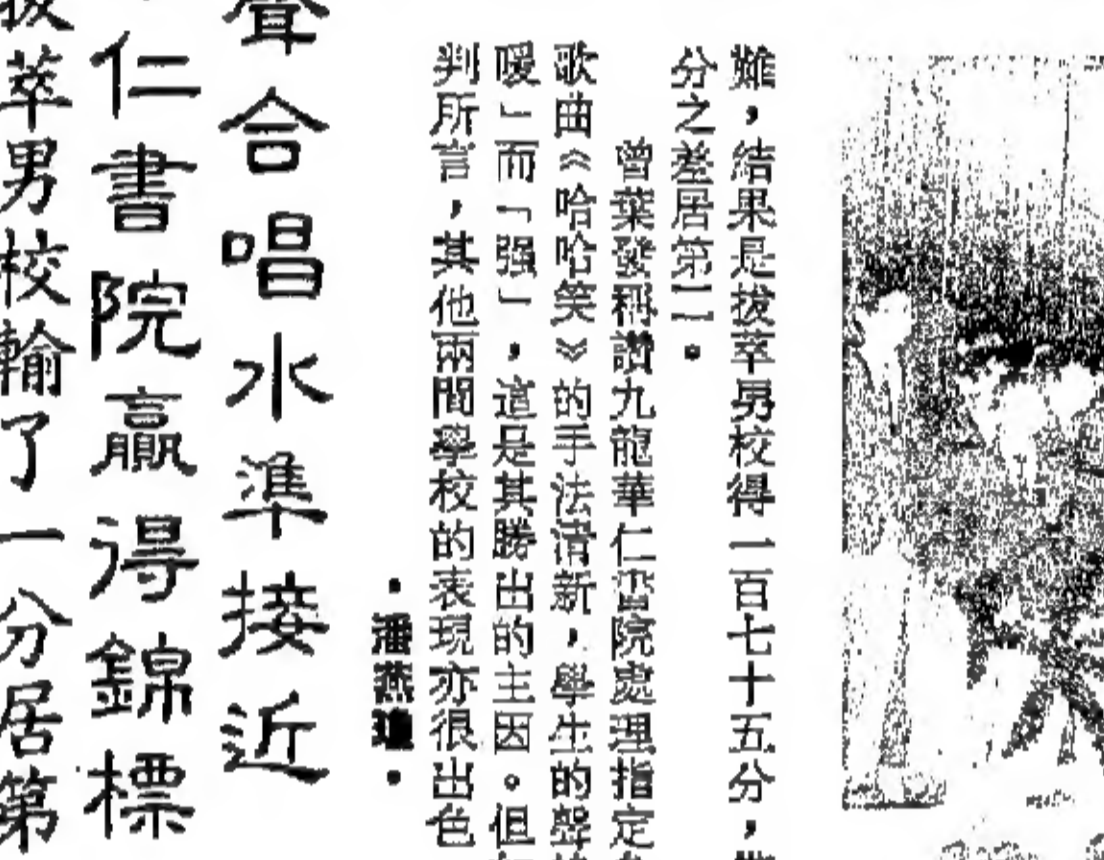 難，結果是拔萃男校得一百七十五分，
分之差居第二。
曾葉發稱讚九龍華仁書院處理指定
歌曲《哈哈笑》的手法清新，學生的聲
嗳」而「强」，這是其勝出的主因。但
判所言，其他兩間學校的表現亦很出色
•潘燕瓊•
聲合唱水準接近
仁書院贏得錦標
拔萃男校輸了一分居第